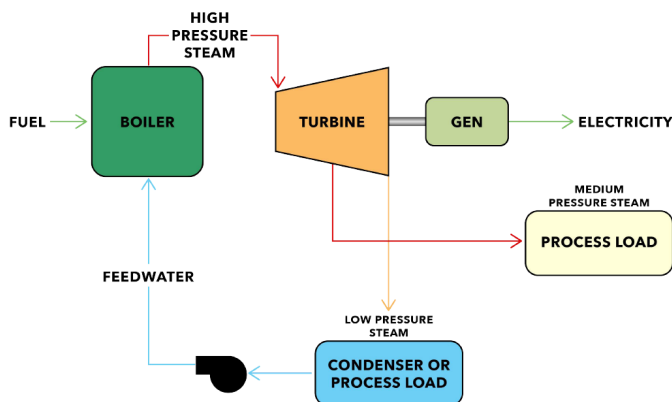 HIGH
PRESSURE
STEAM
FUEL
BOILER
TURBINE
GEN
ELECTRICITY
MEDIUM
PRESSURE STEAM
PROCESS LOAD
FEEDWATER
LOW PRESSURE
STEAM
CONDENSER OR
PROCESS LOAD